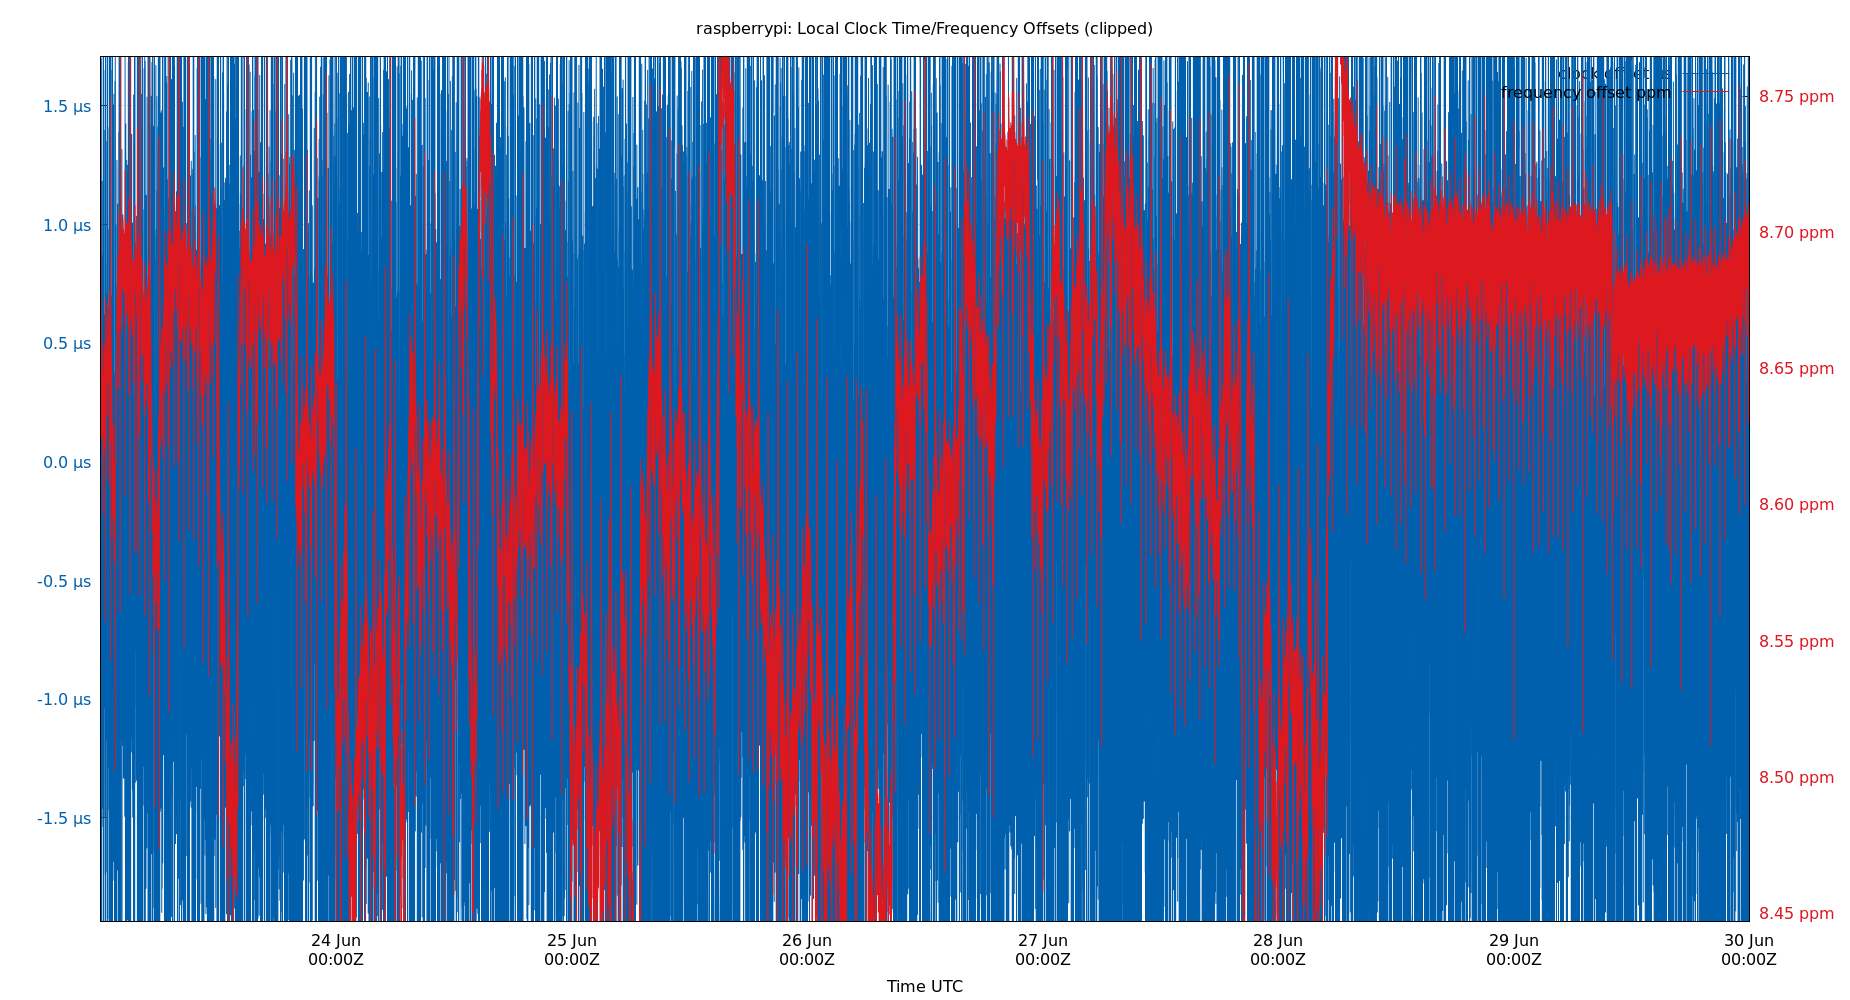 raspberrypi: Local Clock Time/Frequency Offsets (clipped)
clock offset µs
frequency offset ppm
1.5 µs
1.0 µs
0.5 µs
0.0 µs
-0.5 µs
-1.0 µs
-1.5 µs
8.75 ppm
8.70 ppm
8.65 ppm
8.60 ppm
8.55 ppm
8.50 ppm
8.45 ppm
24 Jun 25 Jun 26 Jun 27 Jun 28 Jun 29 Jun 30 Jun
00:00Z 00:00Z 00:00Z 00:00Z 00:00Z 00:00Z 00:00Z
Time UTC